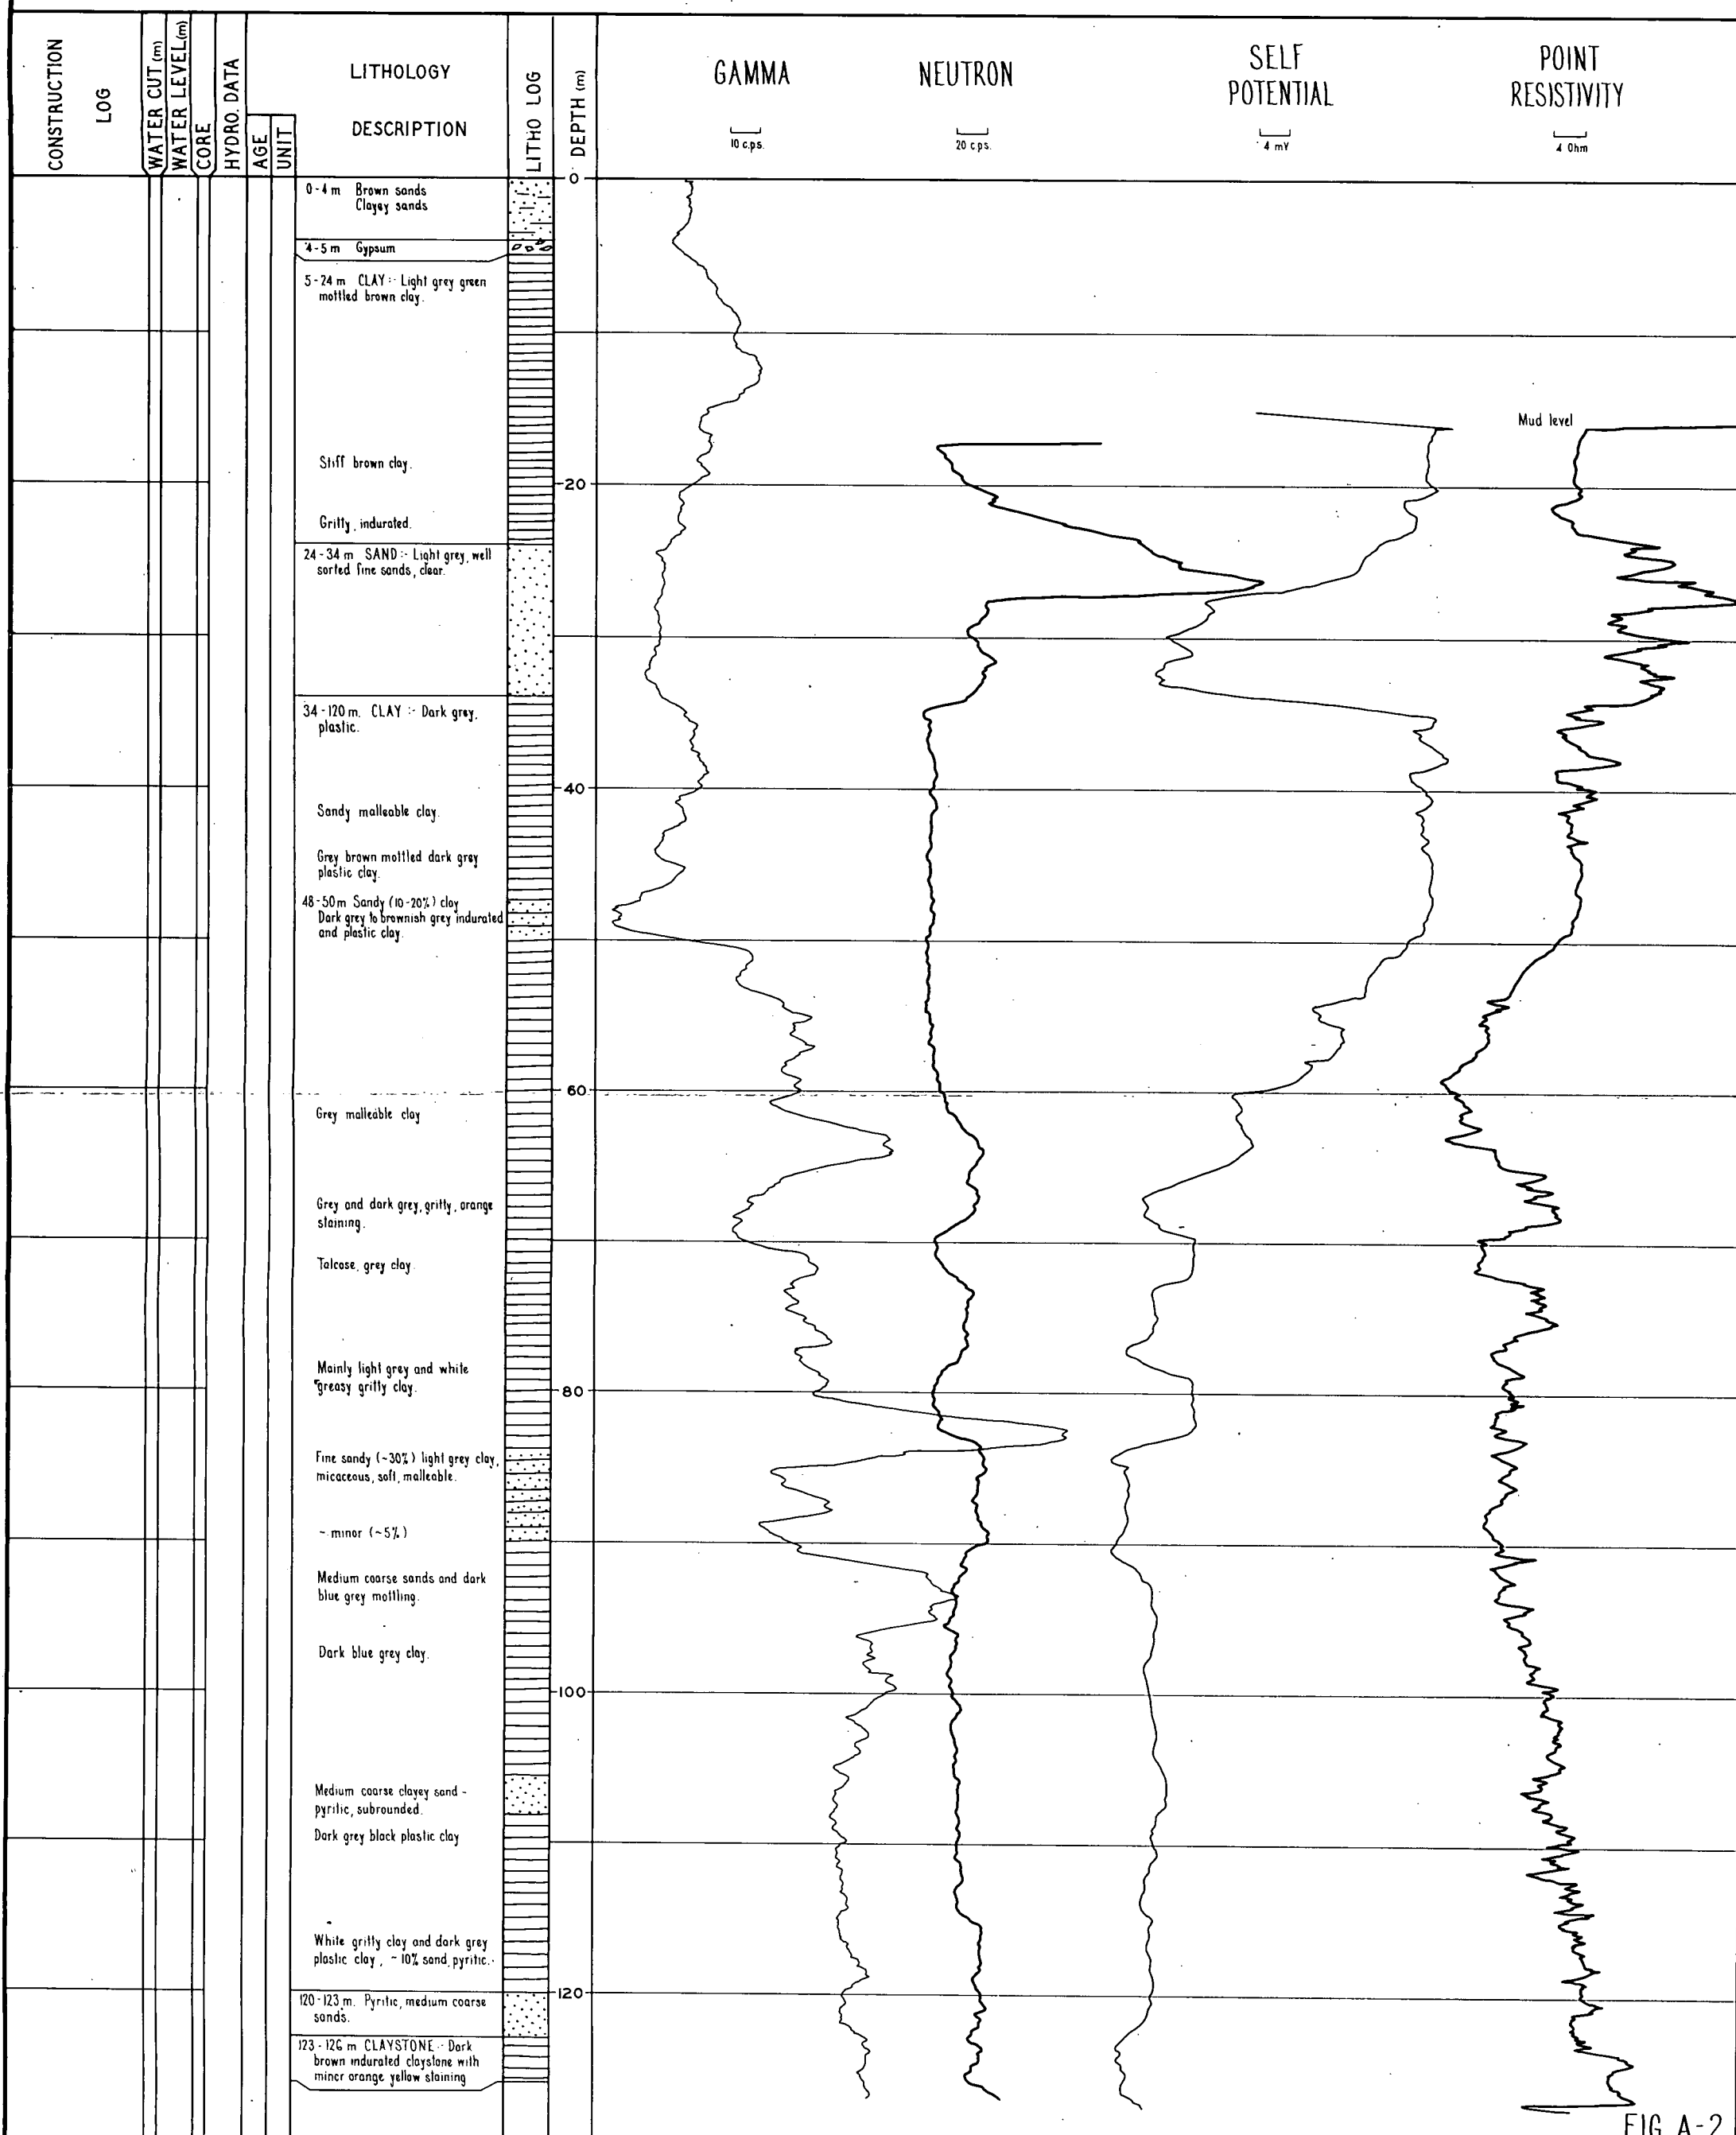 CONSTRUCTION
LOG
WATER CUT (m)
WATER LEVEL (m)
CORE
HYDRO. DATA
AGE
UNIT
LITHOLOGY
DESCRIPTION
LITHO LOG
DEPTH (m)
GAMMA
10 c.p.s.
NEUTRON
20 c.p.s.
SELF
POTENTIAL
4 mV
POINT
RESISTIVITY
4 Ohm
0
0-4 m Brown sands
Clayey sands
4-5 m Gypsum
5-24 m CLAY :- Light grey green
mottled brown clay.
Mud level
Stiff brown clay.
20
Gritty, indurated.
24-34 m SAND :- Light grey, well
sorted fine sands, clear.
34-120 m. CLAY :- Dark grey,
plastic.
40
Sandy malleable clay.
Grey brown mottled dark grey
plastic clay.
48-50m Sandy (10-20%) clay
Dark grey to brownish grey indurated
and plastic clay.
60
Grey malleable clay
Grey and dark grey, gritty, orange
staining.
Talcose, grey clay.
Mainly light grey and white
greasy gritty clay.
80
Fine sandy (~30%) light grey clay,
micaceous, soft, malleable.
- minor (~5%)
Medium coarse sands and dark
blue grey mottling.
Dark blue grey clay.
100
Medium coarse clayey sand -
pyritic, subrounded.
Dark grey black plastic clay
White gritty clay and dark grey
plastic clay, ~10% sand, pyritic.
120
120-123 m. Pyritic, medium coarse
sands.
123-126 m CLAYSTONE :- Dark
brown indurated claystone with
minor orange yellow staining
FIG A-2